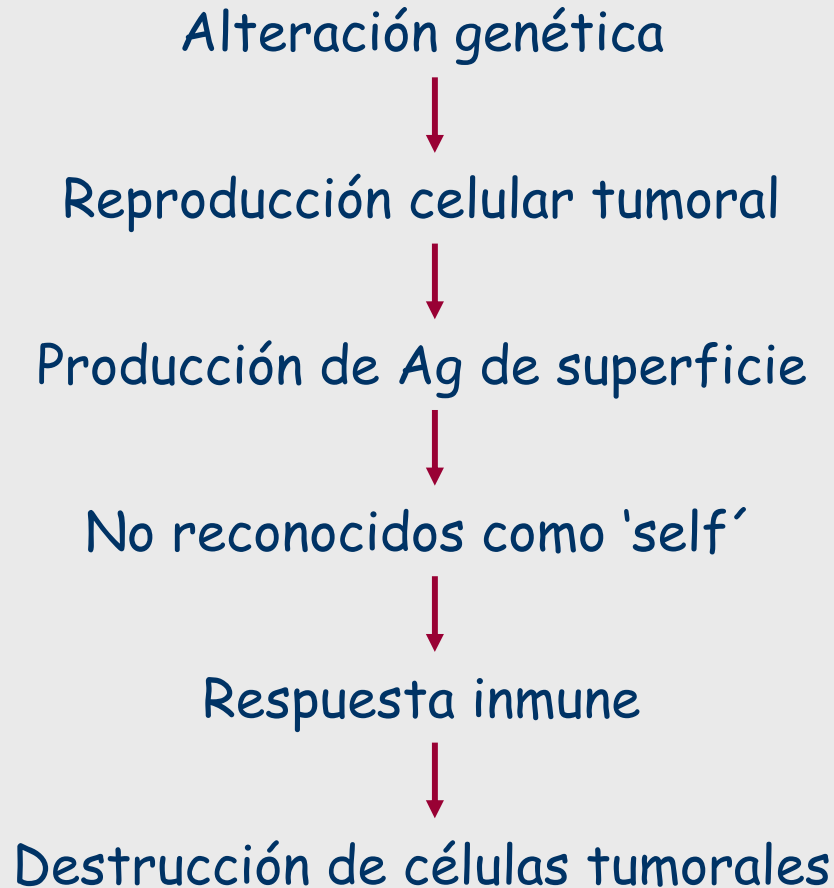 Alteración genética
Reproducción celular tumoral
Producción de Ag de superficie
No reconocidos como ‘self´
Respuesta inmune
Destrucción de células tumorales